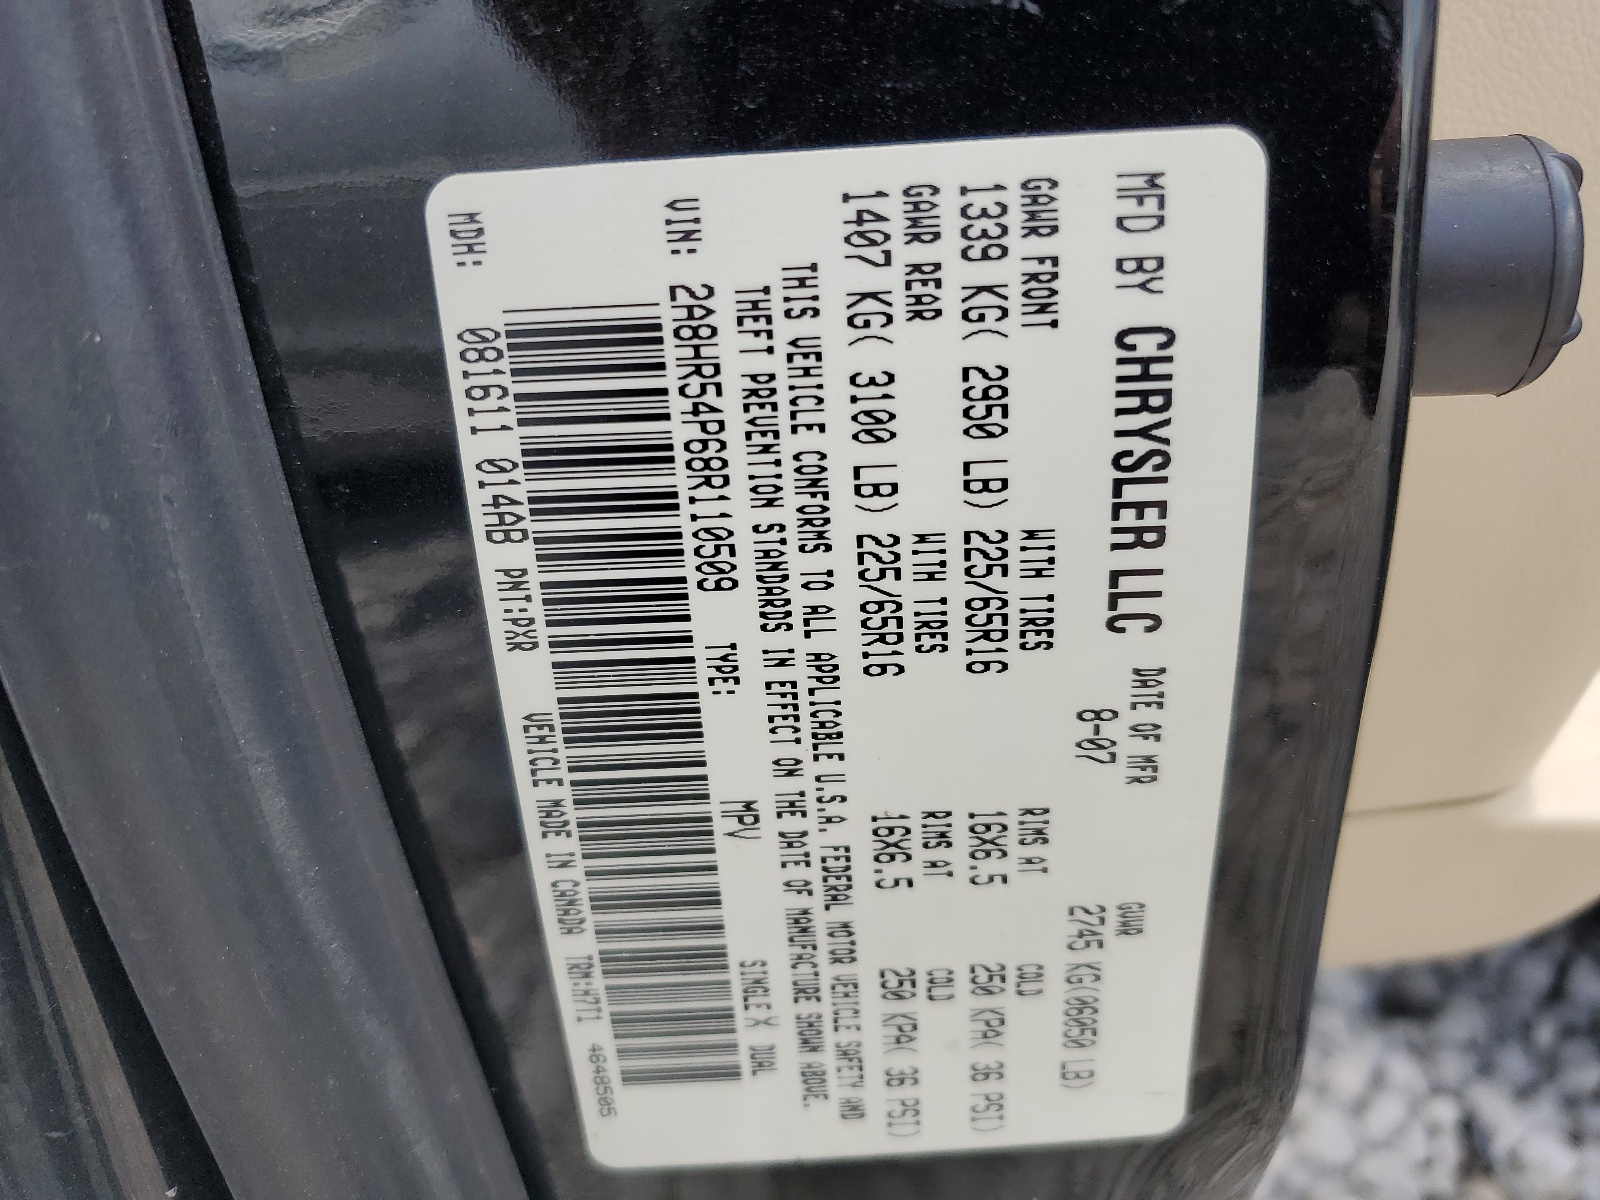 MFD BY CHRYSLER LLC DATE OF MFR GVWR
8-07 2745 KG(06050 LB)
GAWR FRONT WITH TIRES RIMS AT COLD
1339 KG( 2950 LB) 225/65R16 16X6.5 250 KPA( 36 PSI)
GAWR REAR WITH TIRES RIMS AT COLD
1407 KG( 3100 LB) 225/65R16 16X6.5 250 KPA( 36 PSI)
THIS VEHICLE CONFORMS TO ALL APPLICABLE U.S.A. FEDERAL MOTOR VEHICLE SAFETY AND
THEFT PREVENTION STANDARDS IN EFFECT ON THE DATE OF MANUFACTURE SHOWN ABOVE.
VIN: 2A8HR54P68R110509 TYPE: MPV SINGLE X DUAL
MDH: 081611 014AB PNT:PXR VEHICLE MADE IN CANADA TRM:H7T1 4648505